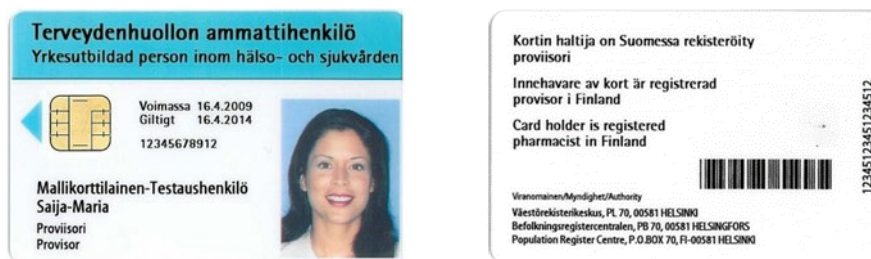 Terveydenhuollon ammattihenkilö
Yrkesutbildad person inom hälso- och sjukvården
Voimassa 16.4.2009
Giltigt 16.4.2014
12345678912
Mallikorttilainen-Testaushenkilö
Saija-Maria
Proviisori
Provisor
Kortin haltija on Suomessa rekisteröity
proviisori
Innehavare av kort är registrerad
provisor i Finland
Card holder is registered
pharmacist in Finland
Viranomainen/Myndighet/Authority
Väestörekisterikeskus, PL 70, 00581 HELSINKI
Befolkningsregistercentralen, PB 70, 00581 HELSINGFORS
Population Register Centre, P.O.BOX 70, FI-00581 HELSINKI
12345123451234512